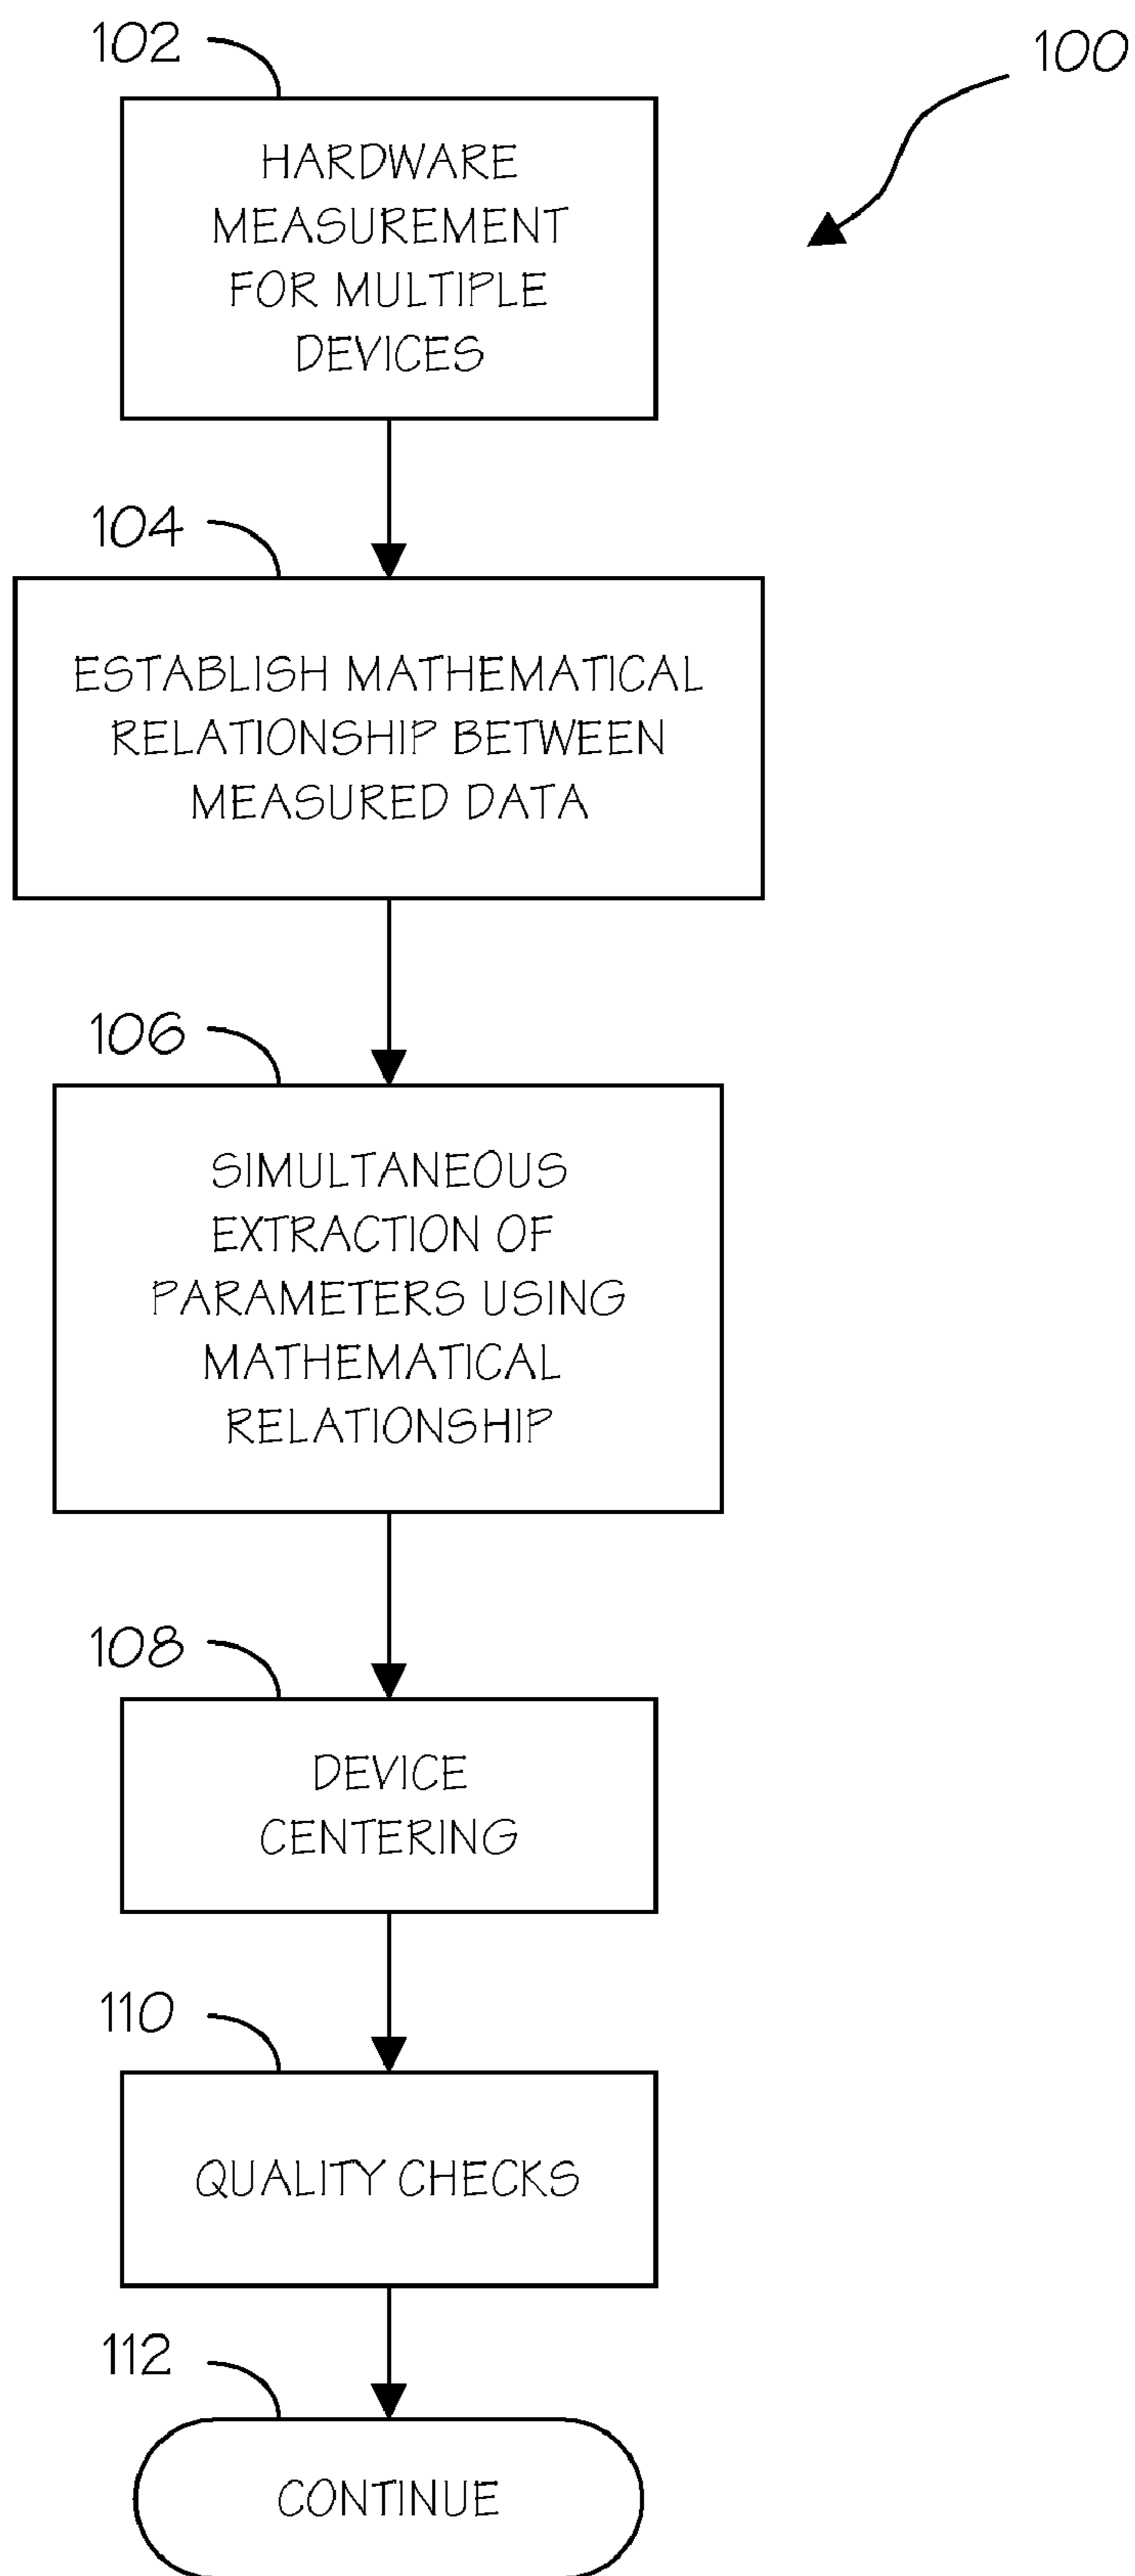 102
100
HARDWARE
MEASUREMENT
FOR MULTIPLE
DEVICES
104
ESTABLISH MATHEMATICAL
RELATIONSHIP BETWEEN
MEASURED DATA
106
SIMULTANEOUS
EXTRACTION OF
PARAMETERS USING
MATHEMATICAL
RELATIONSHIP
108
DEVICE
CENTERING
110
QUALITY CHECKS
112
CONTINUE